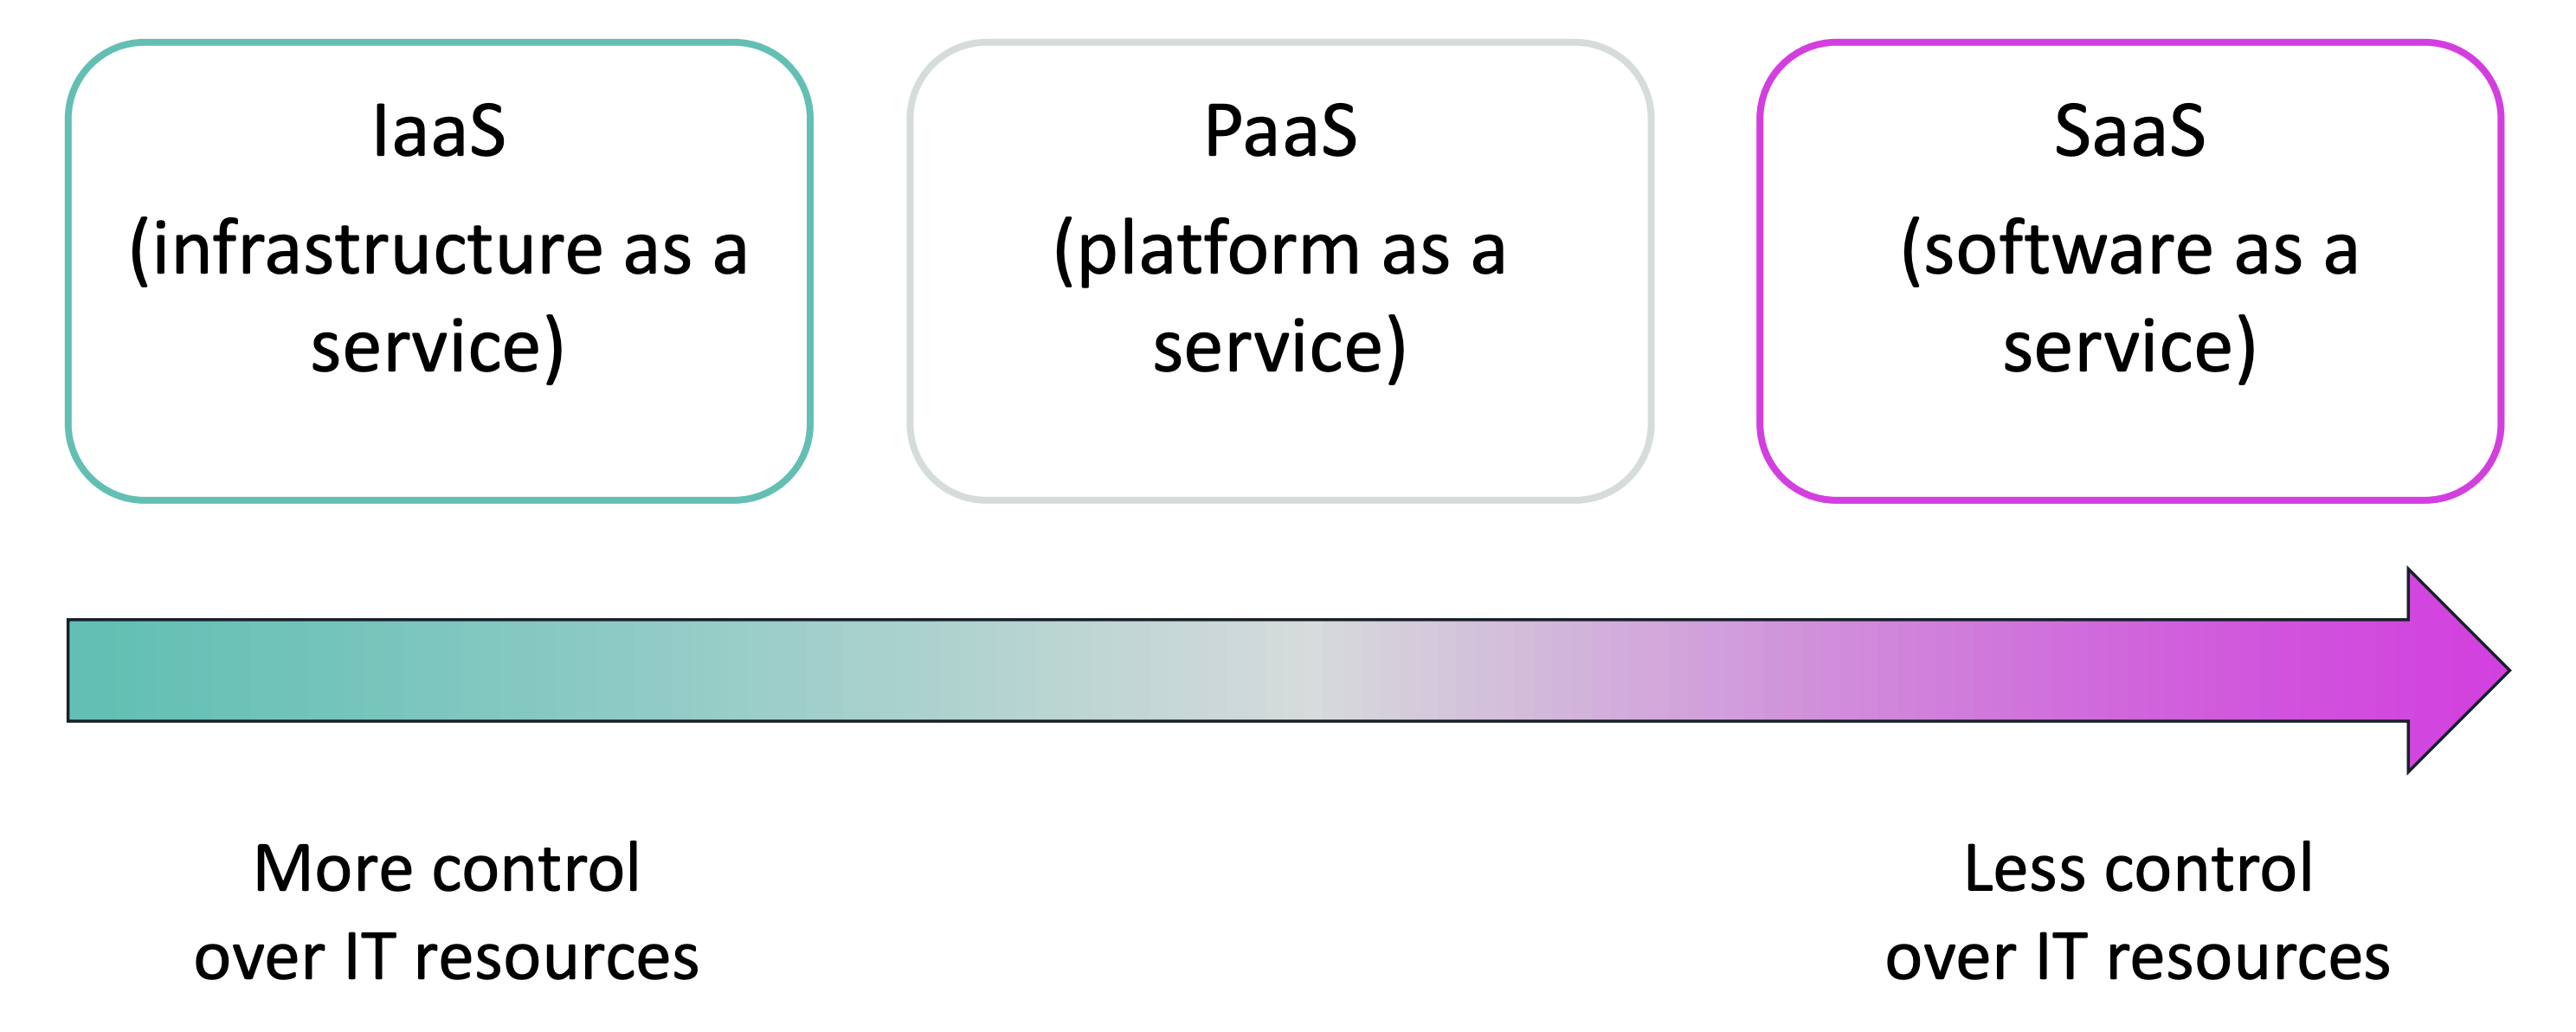 IaaS
(infrastructure as a
service)
PaaS
(platform as a
service)
SaaS
(software as a
service)
More control
over IT resources
Less control
over IT resources